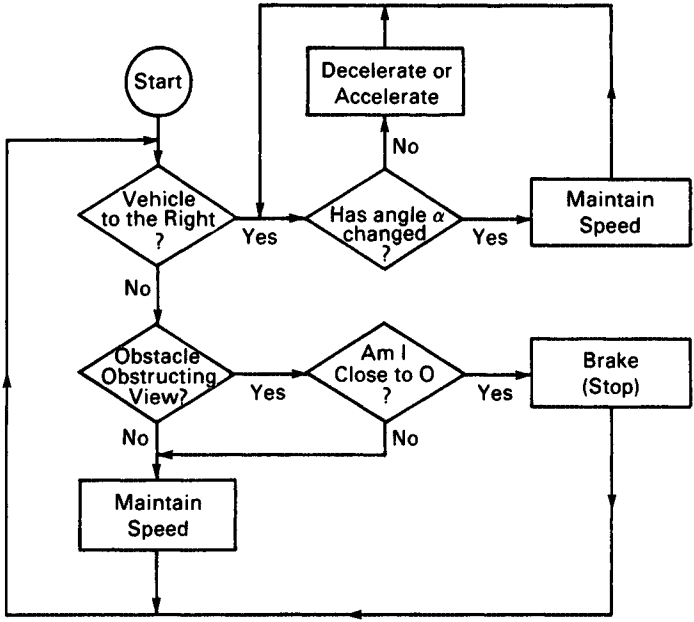 Start
Decelerate or
Accelerate
No
Vehicle
to the Right
?
Yes
Has angle α
changed
?
Yes
Maintain
Speed
No
Obstacle
Obstructing
View?
Yes
Am I
Close to O
?
Yes
Brake
(Stop)
No
No
Maintain
Speed